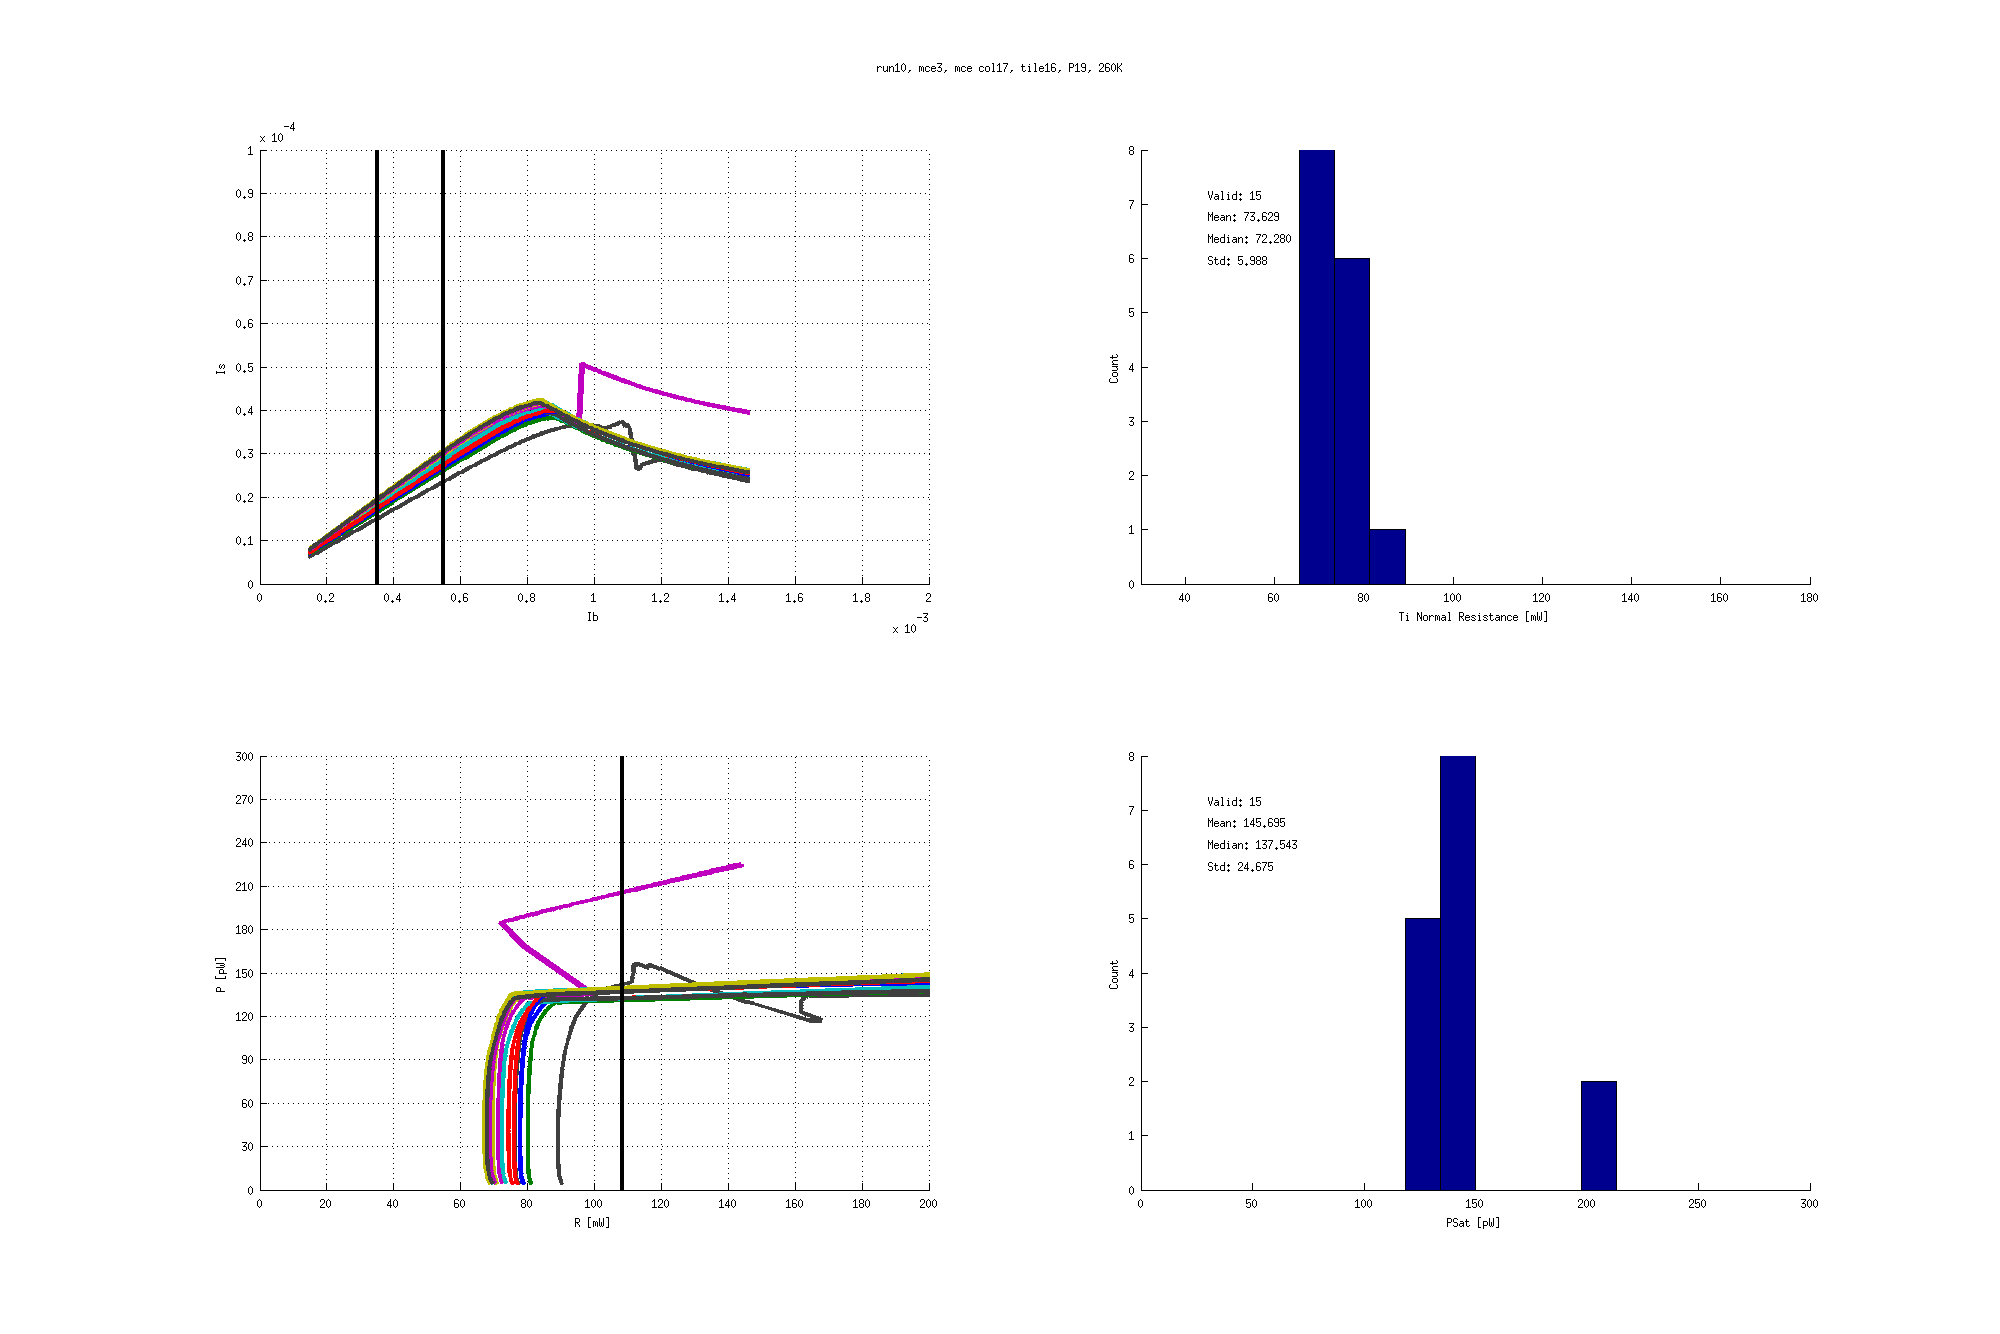 run10, mce3, mce col17, tile16, P19, 260K
x 10 -4
1
0.9
0.8
0.7
0.6
0.5
0.4
0.3
0.2
0.1
0
Is
0 0.2 0.4 0.6 0.8 1 1.2 1.4 1.6 1.8 2
Ib
x 10 -3
8
7
6
5
4
3
2
1
0
Count
Valid: 15
Mean: 73.629
Median: 72.280
Std: 5.988
40 60 80 100 120 140 160 180
Ti Normal Resistance [mW]
300
270
240
210
180
150
120
90
60
30
0
P [pW]
0 20 40 60 80 100 120 140 160 180 200
R [mW]
8
7
6
5
4
3
2
1
0
Count
Valid: 15
Mean: 145.695
Median: 137.543
Std: 24.675
0 50 100 150 200 250 300
PSat [pW]